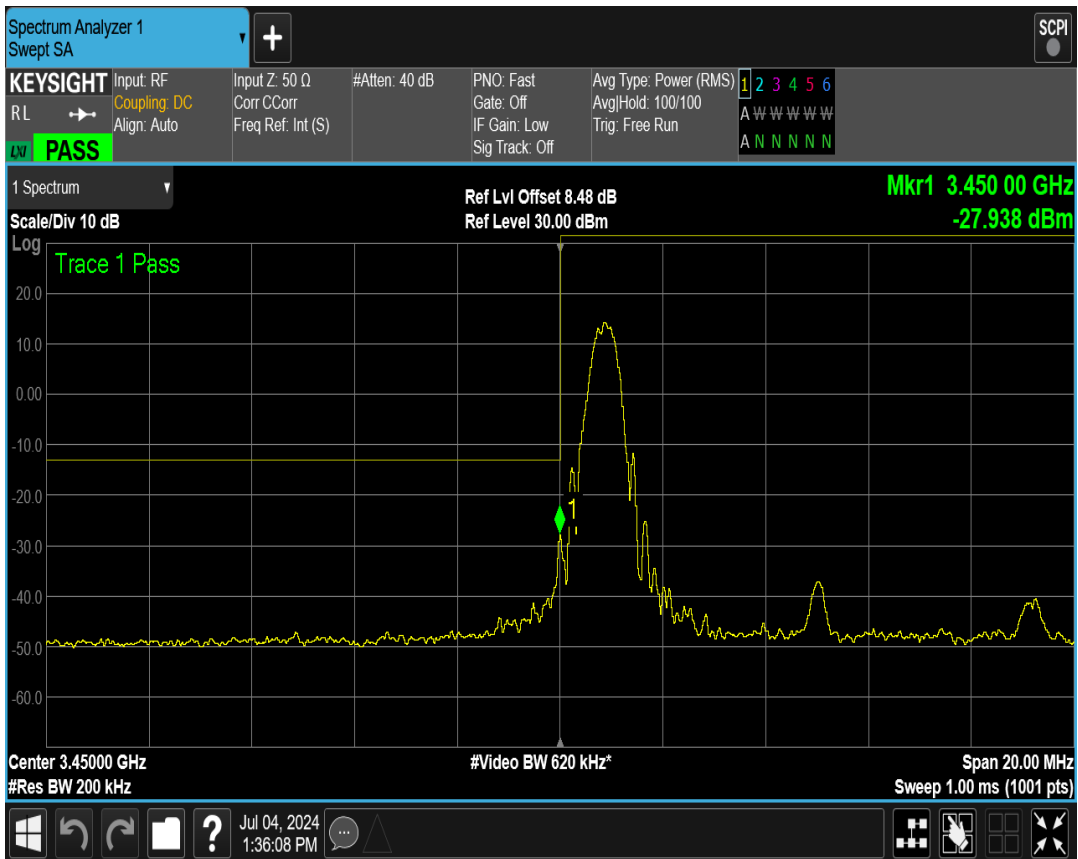 Spectrum Analyzer 1
Swept SA
+
SCPI
KEYSIGHT
RL
LXI PASS
Input: RF
Coupling: DC
Align: Auto
Input Z: 50 Ω
Corr CCorr
Freq Ref: Int (S)
#Atten: 40 dB
PNO: Fast
Gate: Off
IF Gain: Low
Sig Track: Off
Avg Type: Power (RMS)
Avg|Hold: 100/100
Trig: Free Run
1 2 3 4 5 6
A W W W W W
A N N N N N
1 Spectrum
Scale/Div 10 dB
Ref Lvl Offset 8.48 dB
Ref Level 30.00 dBm
Mkr1 3.450 00 GHz
-27.938 dBm
Log
Trace 1 Pass
20.0
10.0
0.00
-10.0
-20.0
-30.0
-40.0
-50.0
-60.0
1
Center 3.45000 GHz
#Res BW 200 kHz
#Video BW 620 kHz*
Span 20.00 MHz
Sweep 1.00 ms (1001 pts)
?
Jul 04, 2024
1:36:08 PM